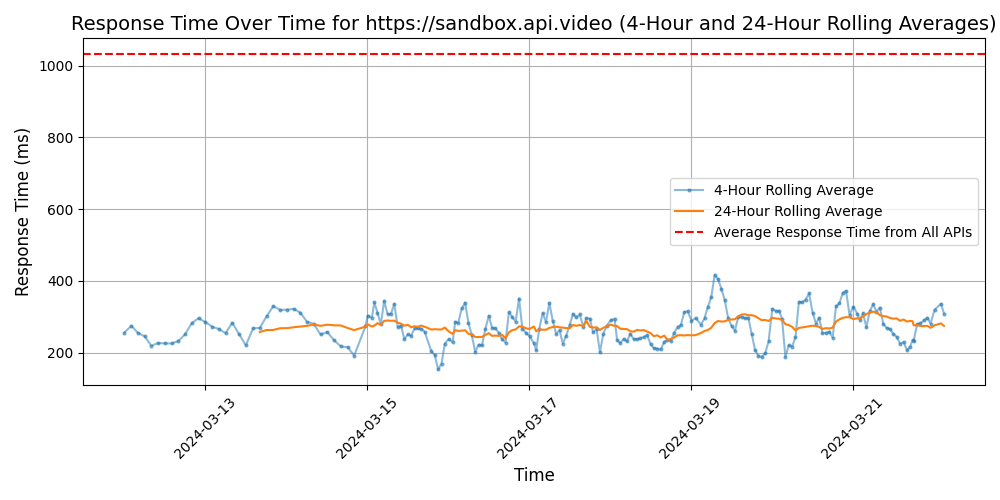 Response Time Over Time for https://sandbox.api.video (4-Hour and 24-Hour Rolling Averages)
Response Time (ms)
1000
800
600
400
200
4-Hour Rolling Average
24-Hour Rolling Average
Average Response Time from All APIs
2024-03-13
2024-03-15
2024-03-17
2024-03-19
2024-03-21
Time